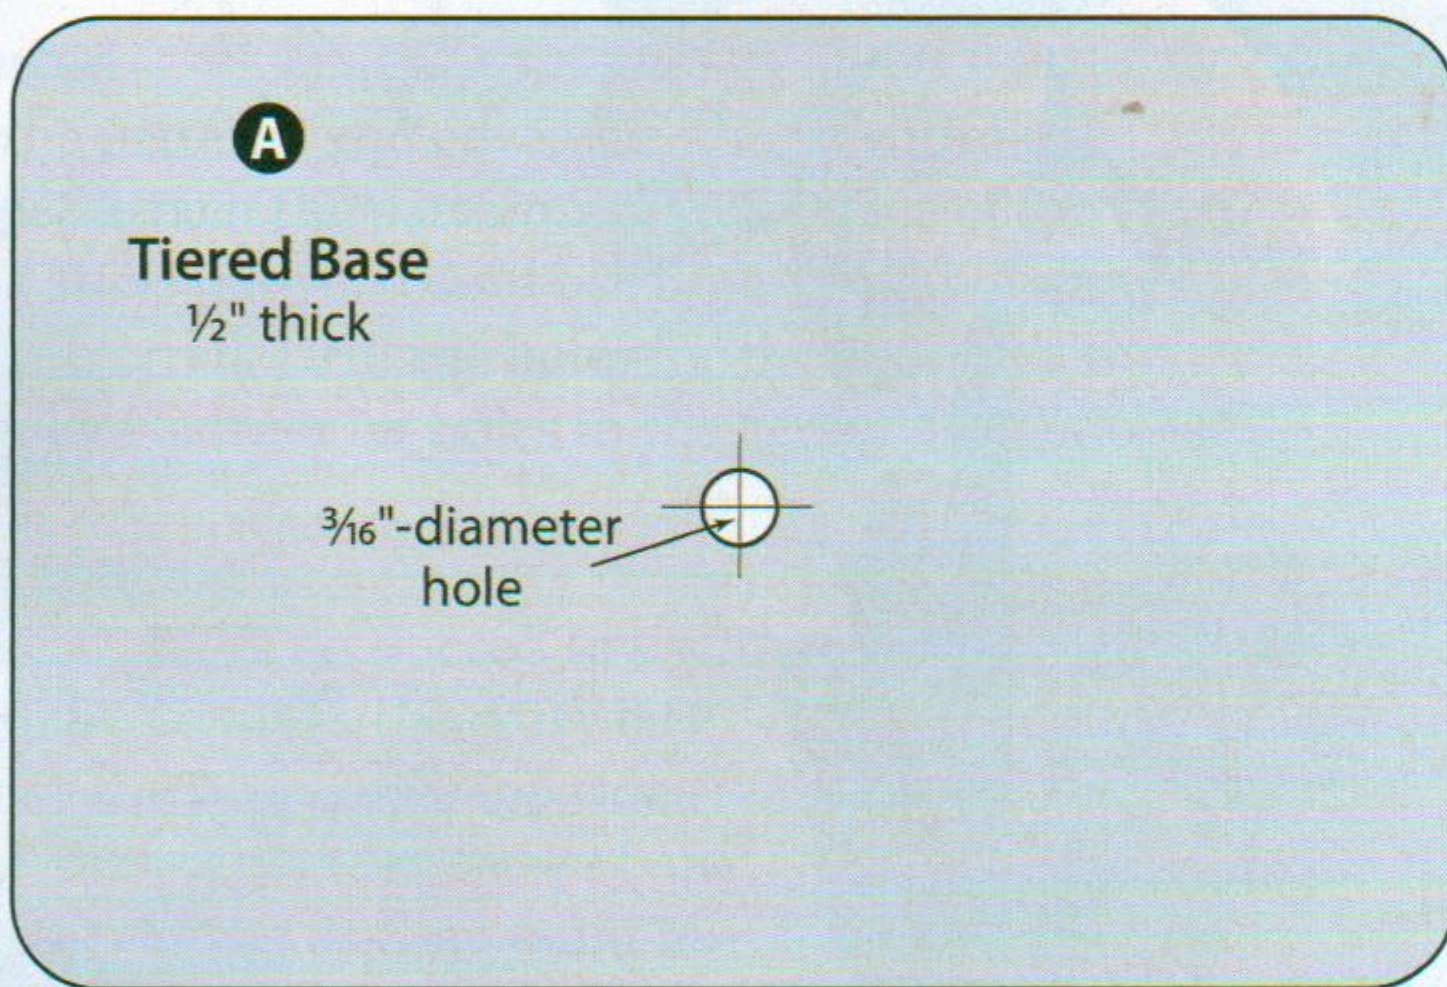 A
Tiered Base
½" thick
³⁄₁₆"-diameter
hole